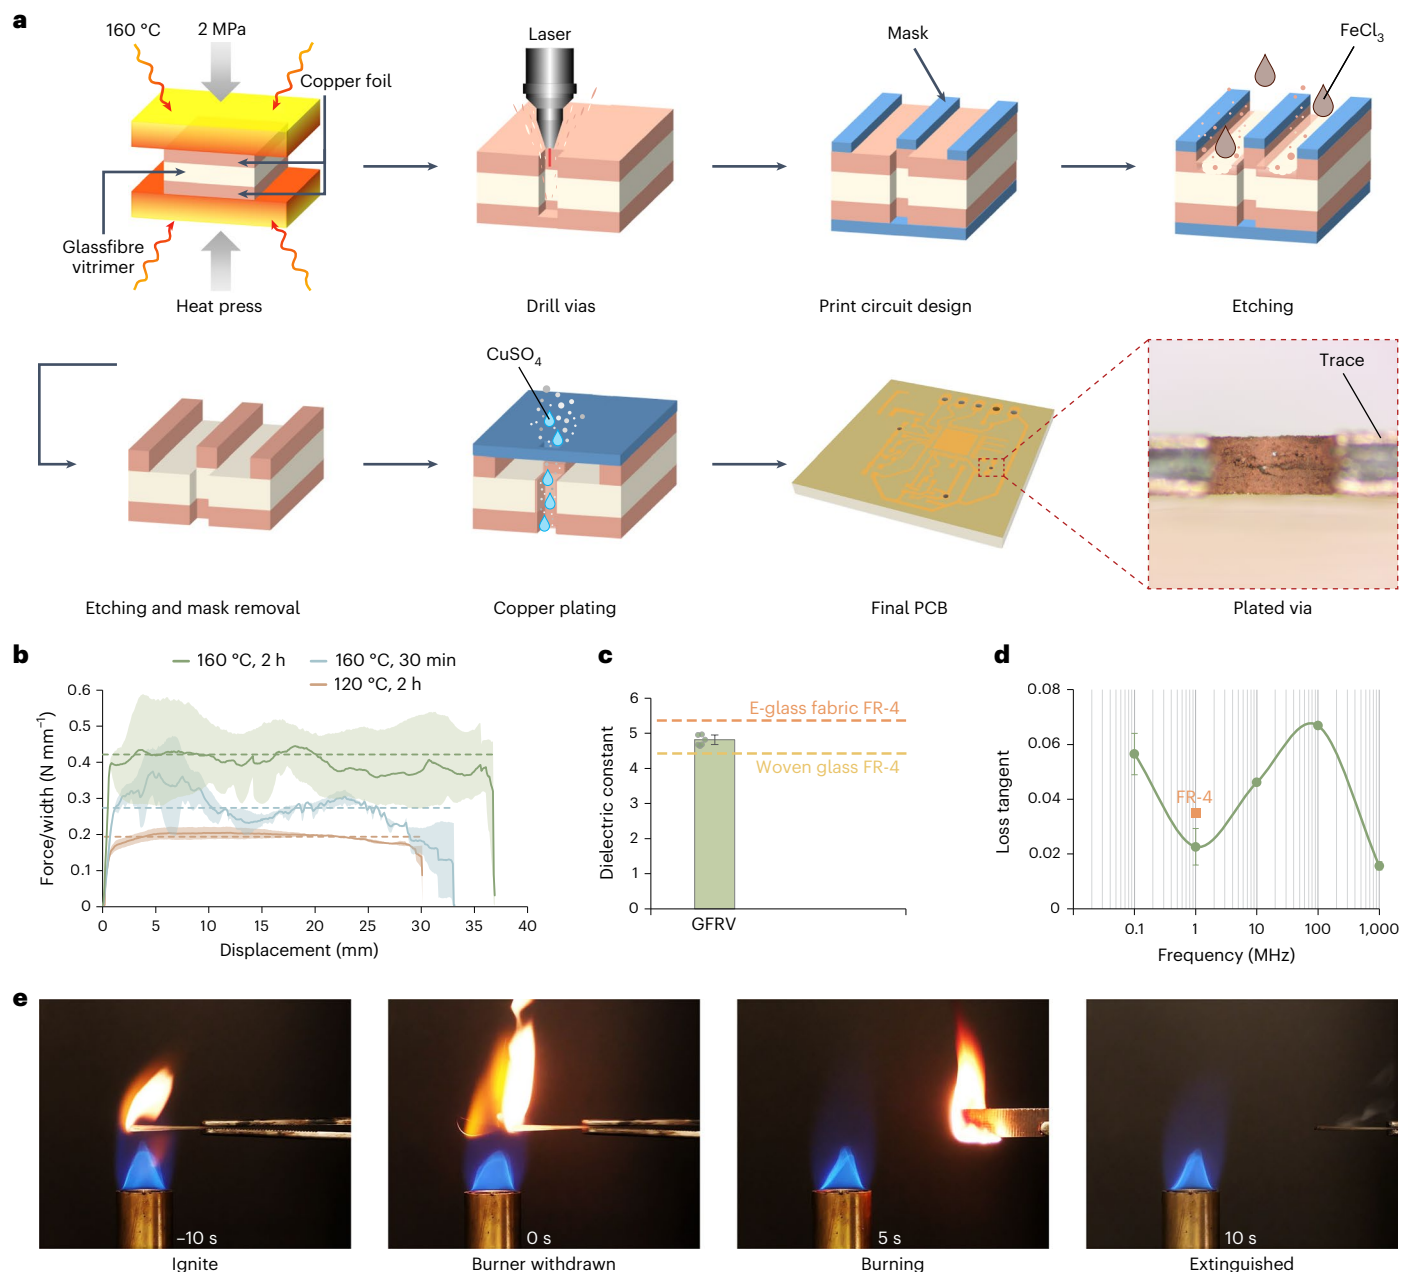 a
160 °C
2 MPa
Copper foil
Glassfibre
vitrimer
Heat press
Laser
Drill vias
Mask
Print circuit design
FeCl3
Etching
Etching and mask removal
CuSO4
Copper plating
Final PCB
Trace
Plated via
b
160 °C, 2 h
160 °C, 30 min
120 °C, 2 h
Force/width (N mm−1)
0.6
0.5
0.4
0.3
0.2
0.1
0
0 5 10 15 20 25 30 35 40
Displacement (mm)
c
Dielectric constant
6
5
4
3
2
1
0
E-glass fabric FR-4
Woven glass FR-4
GFRV
d
Loss tangent
0.08
0.06
0.04
0.02
0
FR-4
0.1 1 10 100 1,000
Frequency (MHz)
e
−10 s
Ignite
0 s
Burner withdrawn
5 s
Burning
10 s
Extinguished